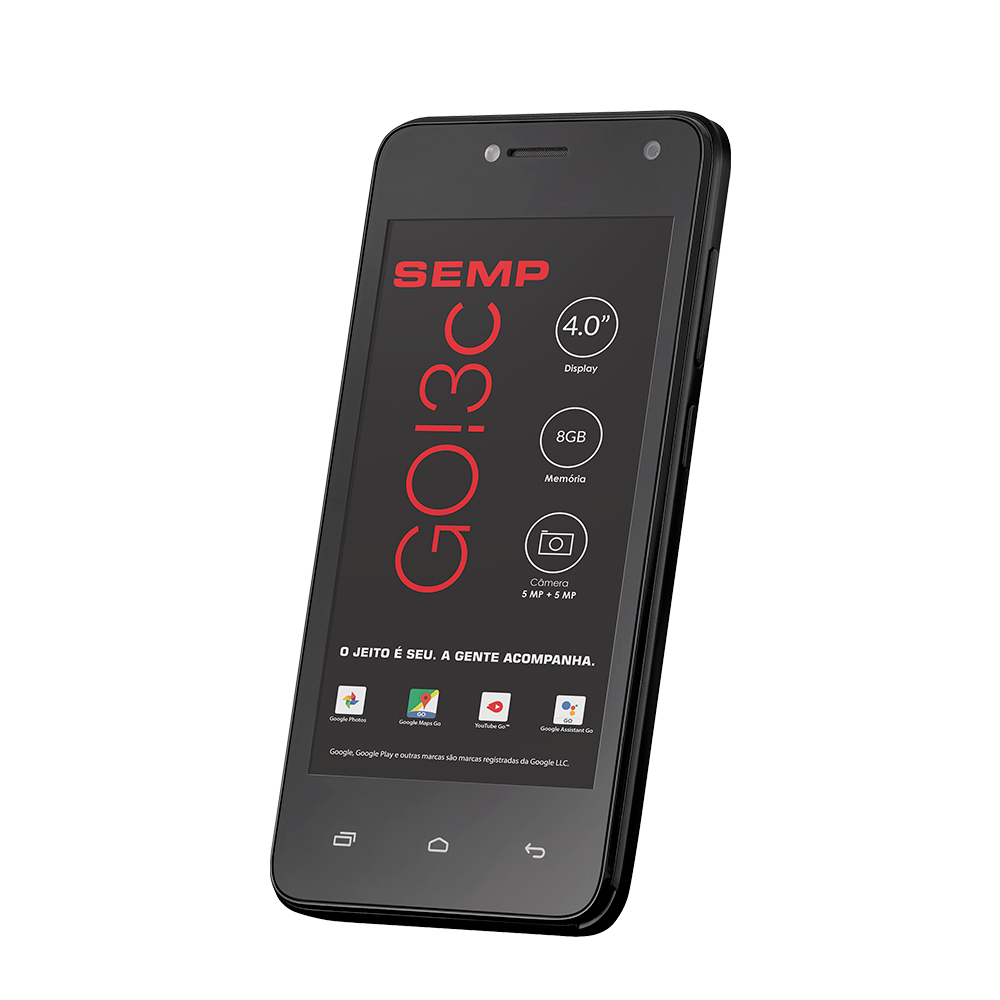 SEMP
GO!3C
4.0”
Display
8GB
Memória
Câmera
5 MP + 5 MP
O JEITO É SEU. A GENTE ACOMPANHA.
Google Photos
GO
Google Maps Go
YouTube Go™
GO
Google Assistant Go
Google, Google Play e outras marcas são marcas registradas da Google LLC.